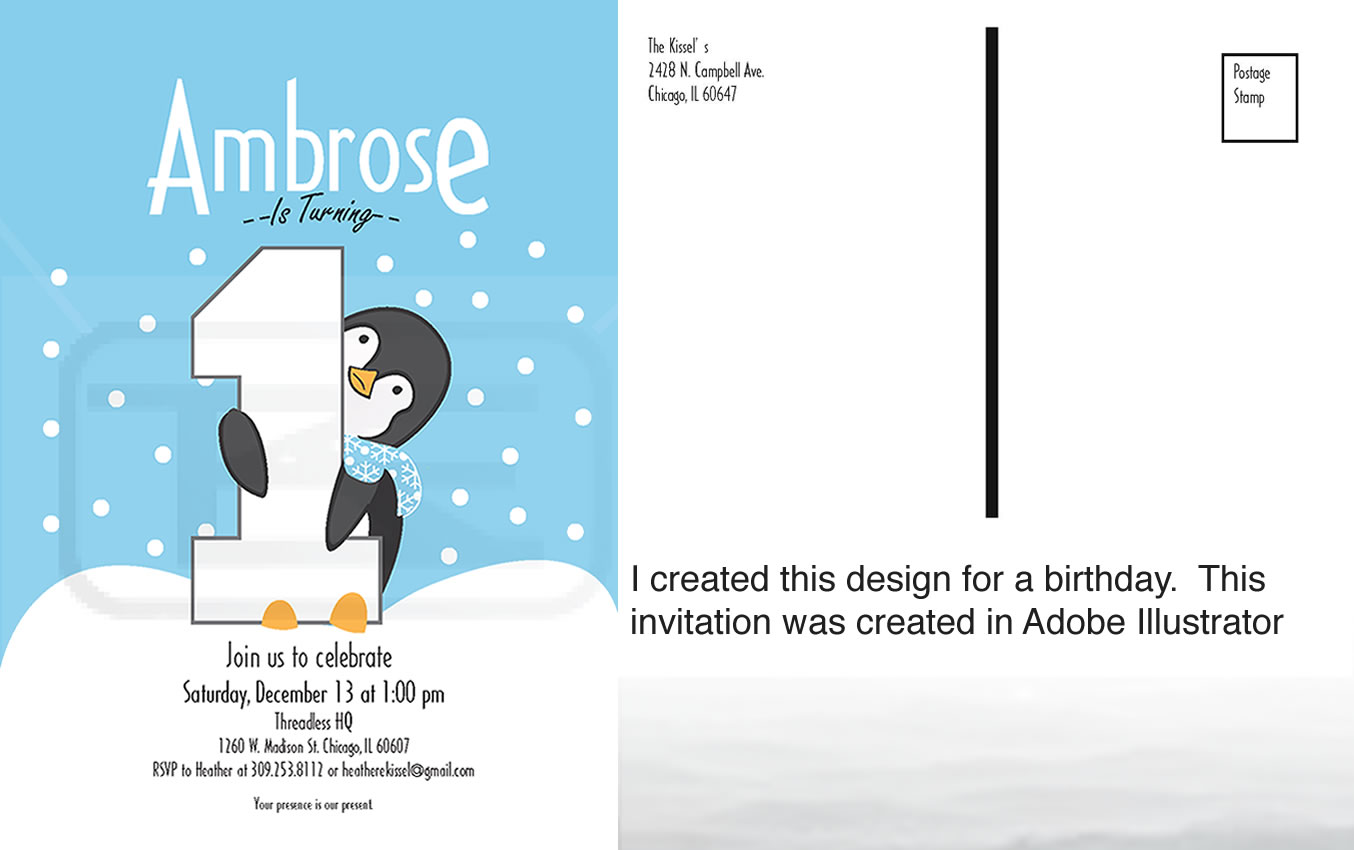 Ambrose
--Is Turning--
1
Join us to celebrate
Saturday, December 13 at 1:00 pm
Threadless HQ
1260 W. Madison St. Chicago, IL 60607
RSVP to Heather at 309.253.8112 or heatherekissel@gmail.com
Your presence is our present
The Kissel's
2428 N. Campbell Ave.
Chicago, IL 60647
Postage
Stamp
I created this design for a birthday.  This
invitation was created in Adobe Illustrator